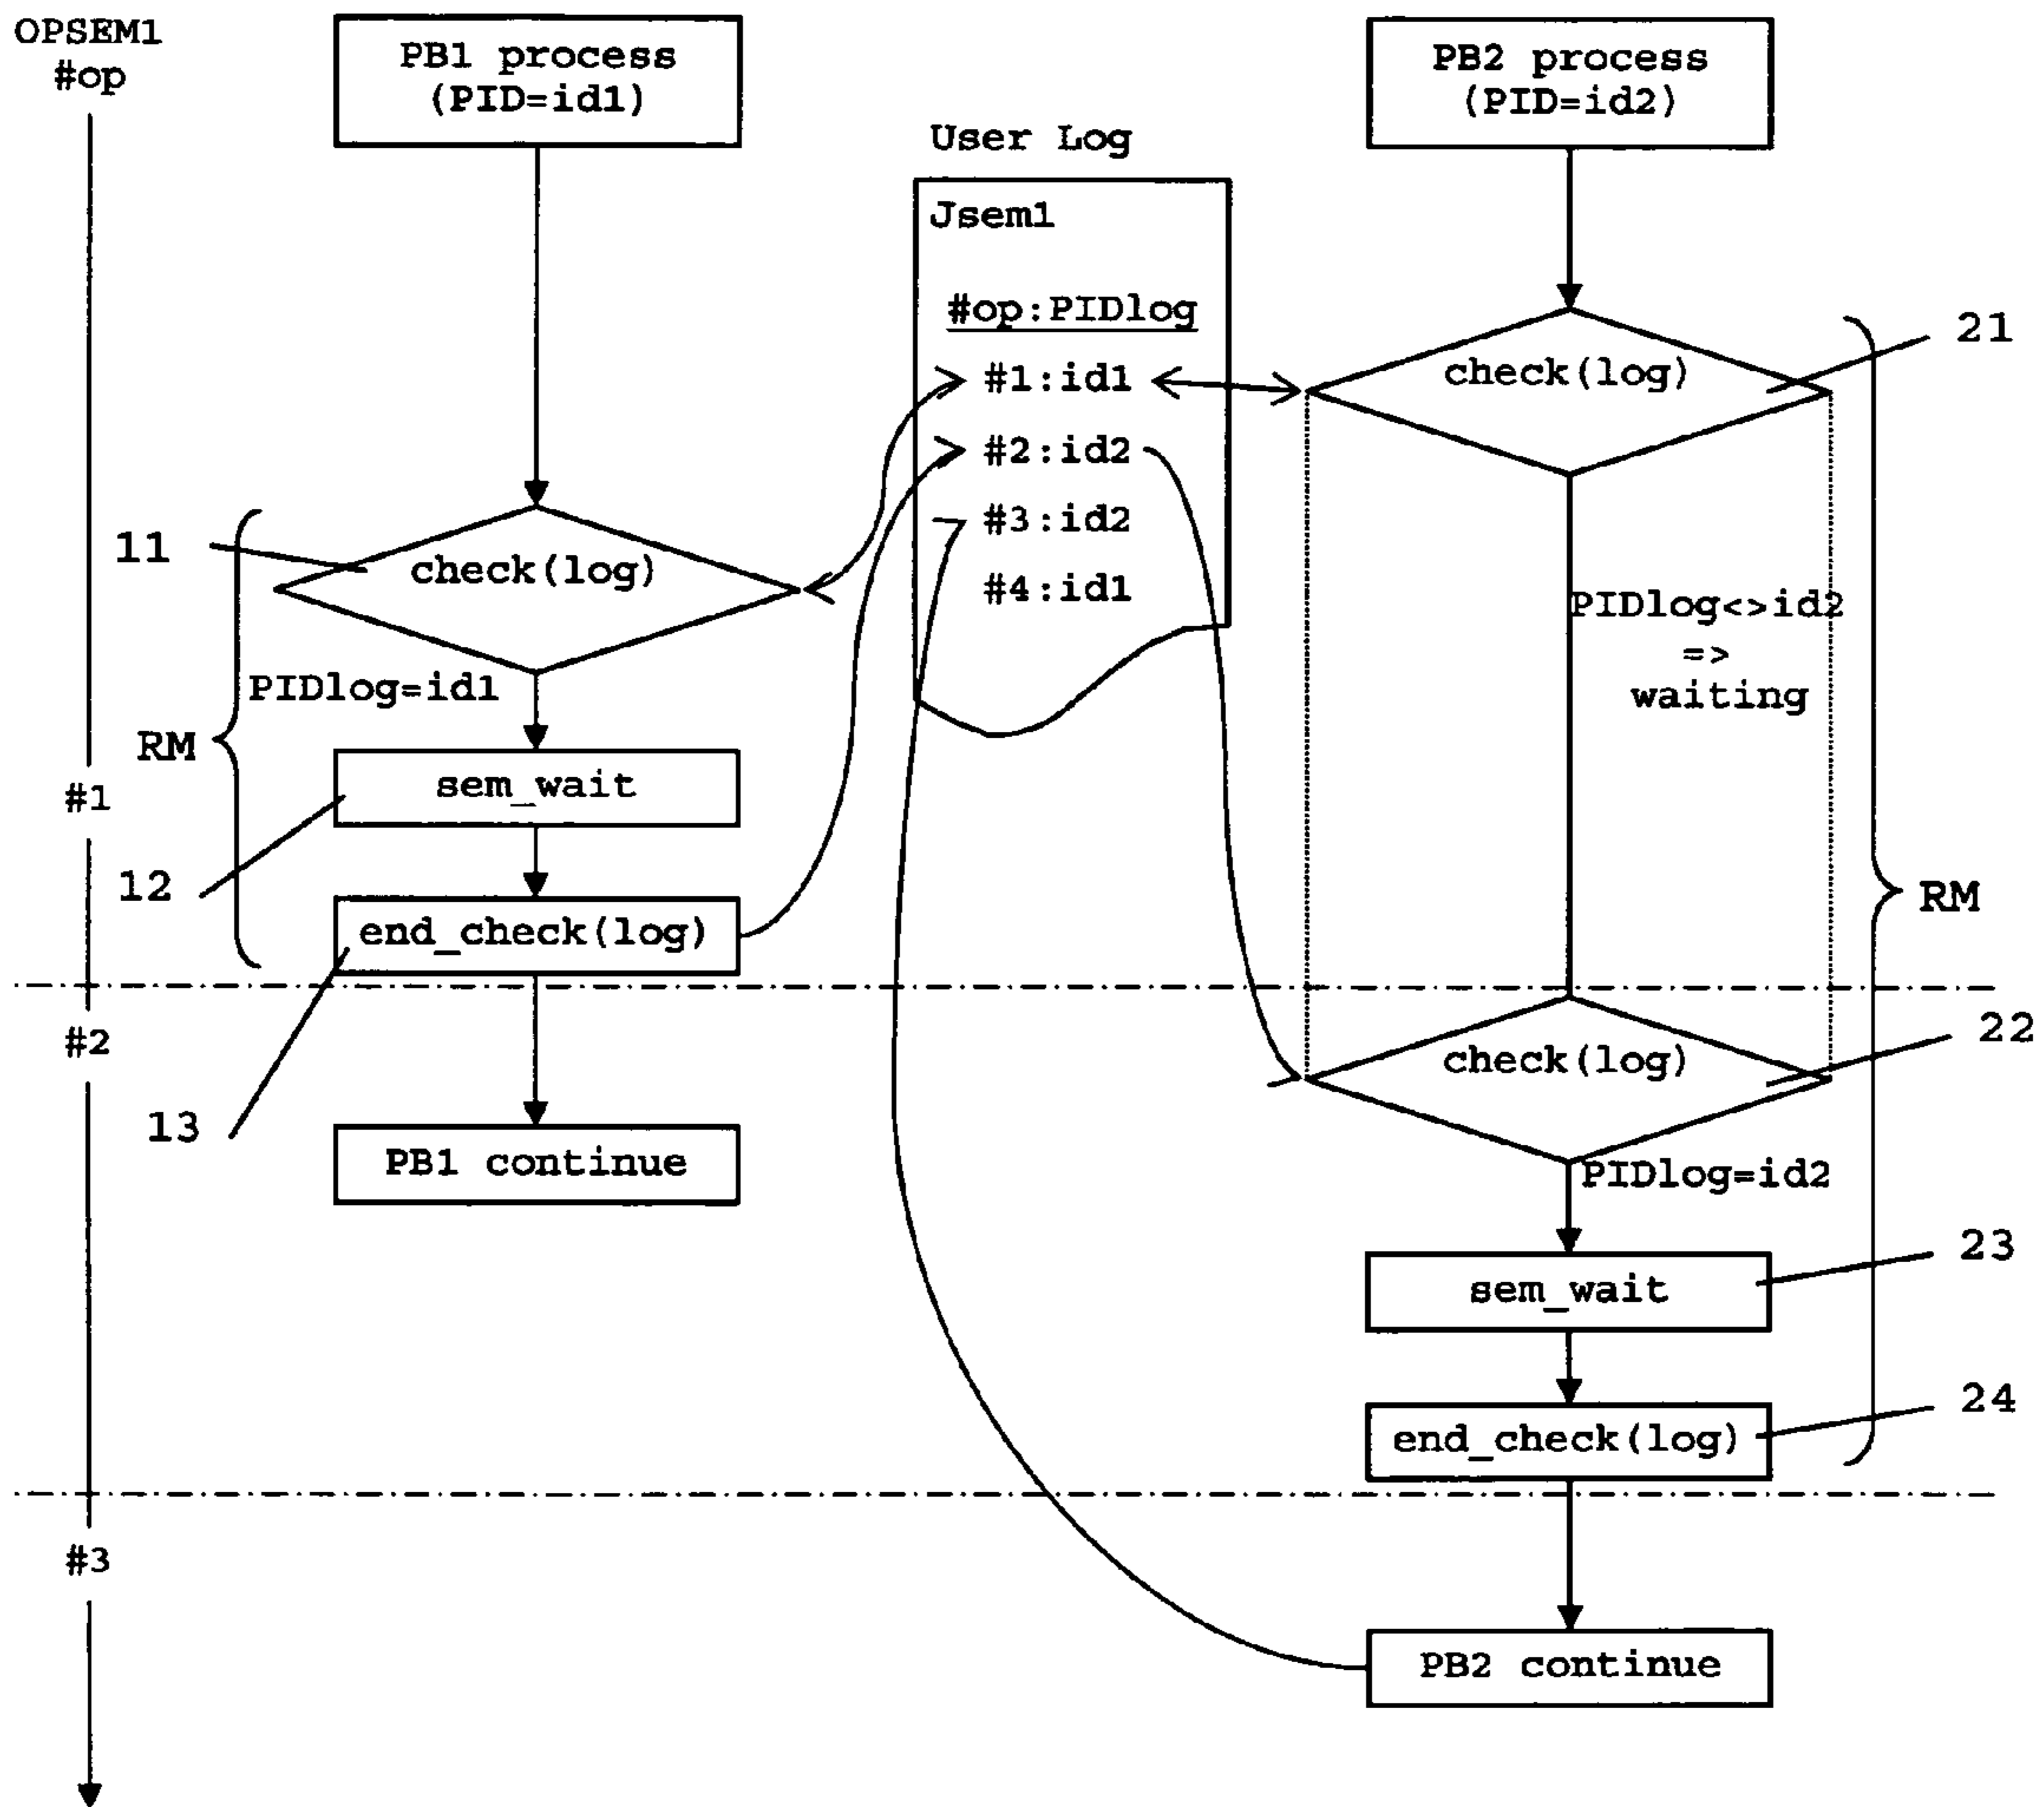 OPSEM1
#op
PB1 process
(PID=id1)
PB2 process
(PID=id2)
User Log
Jsem1
#op:PIDlog
#1:id1
#2:id2
#3:id2
#4:id1
21
check(log)
11
check(log)
PIDlog<>id2
=>
waiting
PIDlog=id1
RM
sem_wait
#1
12
end_check(log)
RM
#2
22
check(log)
13
PB1 continue
PIDlog=id2
23
sem_wait
24
end_check(log)
#3
PB2 continue